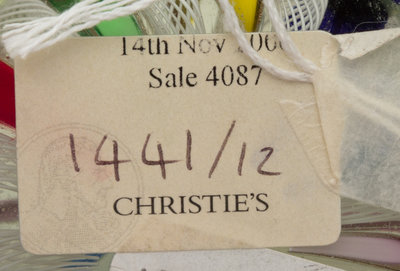 14th Nov
Sale 4087
1441/12
CHRISTIE'S